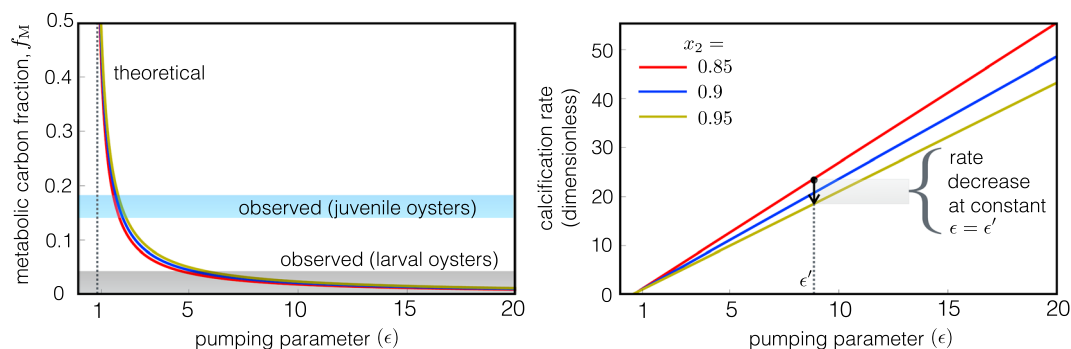 metabolic carbon fraction, f_M
0.5
0.4
0.3
0.2
0.1
0
theoretical
observed (juvenile oysters)
observed (larval oysters)
1
5
10
15
20
pumping parameter (ϵ)
calcification rate
(dimensionless)
50
40
30
20
10
0
x₂ =
0.85
0.9
0.95
rate
decrease
at constant
ϵ = ϵ′
ϵ′
1
5
10
15
20
pumping parameter (ϵ)